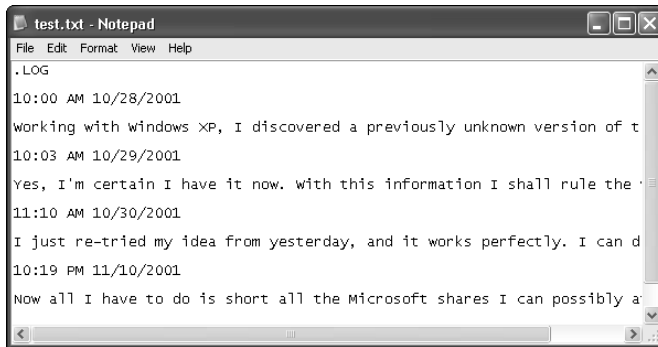 test.txt - Notepad
File Edit Format View Help
.LOG
10:00 AM 10/28/2001
Working with Windows XP, I discovered a previously unknown version of t
10:03 AM 10/29/2001
Yes, I'm certain I have it now. With this information I shall rule the
11:10 AM 10/30/2001
I just re-tried my idea from yesterday, and it works perfectly. I can d
10:19 PM 11/10/2001
Now all I have to do is short all the Microsoft shares I can possibly a